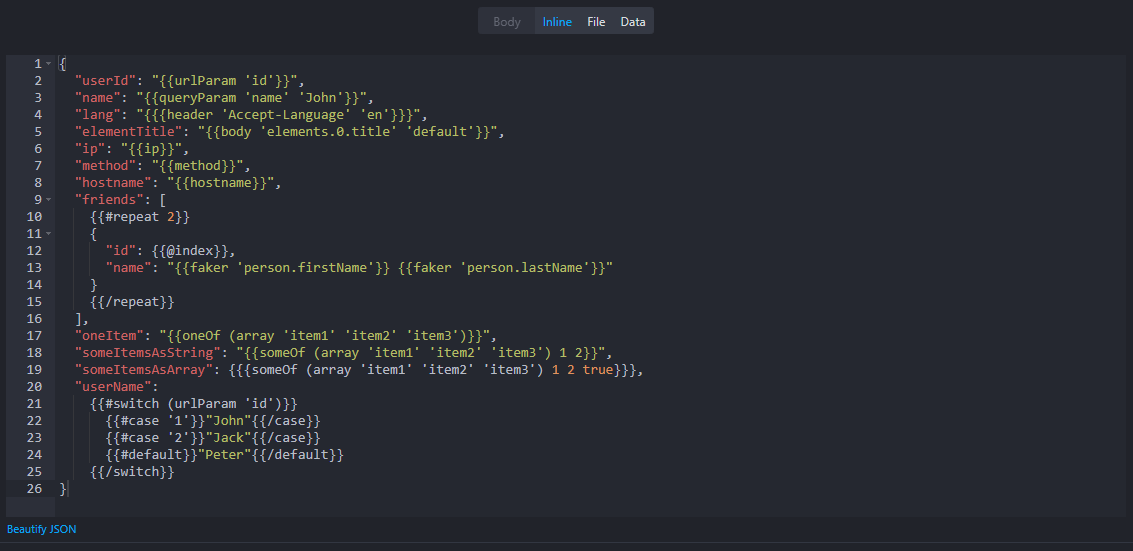 Body Inline File Data
1 {
2 "userId": "{{urlParam 'id'}}",
3 "name": "{{queryParam 'name' 'John'}}",
4 "lang": "{{{header 'Accept-Language' 'en'}}}",
5 "elementTitle": "{{body 'elements.0.title' 'default'}}",
6 "ip": "{{ip}}",
7 "method": "{{method}}",
8 "hostname": "{{hostname}}",
9 "friends": [
10 {{#repeat 2}}
11 {
12 "id": {{@index}},
13 "name": "{{faker 'person.firstName'}} {{faker 'person.lastName'}}"
14 }
15 {{/repeat}}
16 ],
17 "oneItem": "{{oneOf (array 'item1' 'item2' 'item3')}}",
18 "someItemsAsString": "{{someOf (array 'item1' 'item2' 'item3') 1 2}}",
19 "someItemsAsArray": {{{someOf (array 'item1' 'item2' 'item3') 1 2 true}}},
20 "userName":
21 {{#switch (urlParam 'id')}}
22 {{#case '1'}}"John"{{/case}}
23 {{#case '2'}}"Jack"{{/case}}
24 {{#default}}"Peter"{{/default}}
25 {{/switch}}
26 }
Beautify JSON